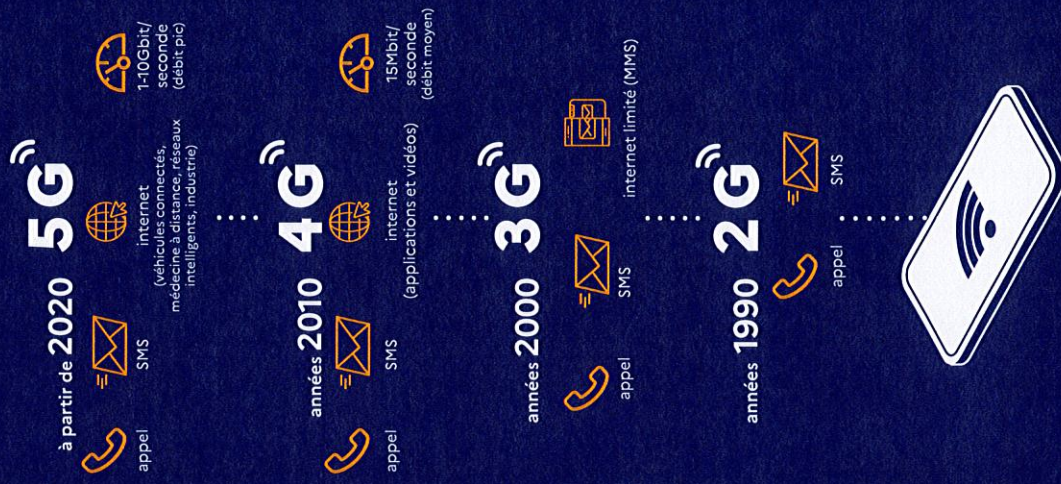 à partir de 2020 5G
appel
SMS
internet
(véhicules connectés,
médecine à distance, réseaux
intelligents, industrie)
1-10Gbit/
seconde
(débit pic)
années 2010 4G
appel
SMS
internet
(applications et vidéos)
15Mbit/
seconde
(débit moyen)
années 2000 3G
appel
SMS
internet limité (MMS)
années 1990 2G
appel
SMS